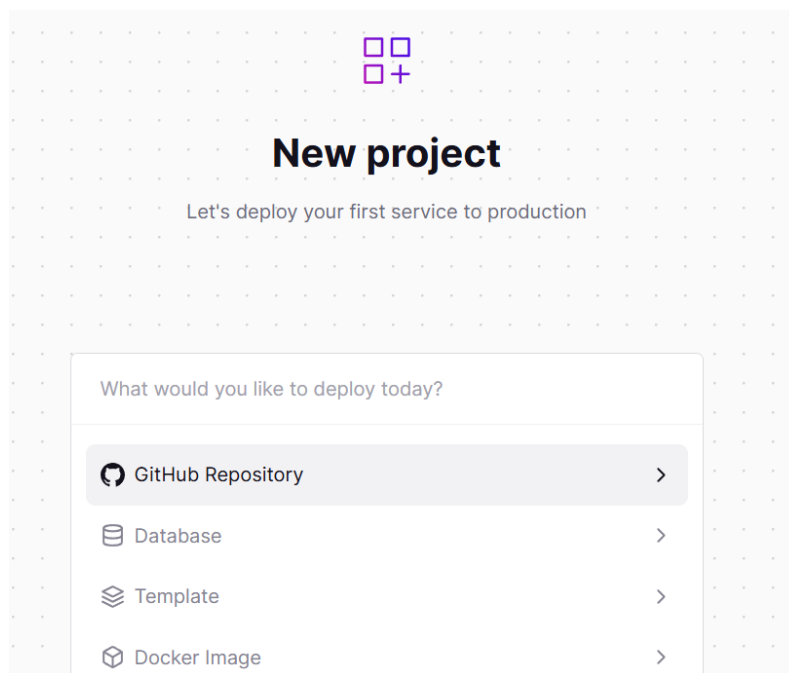 New project
Let's deploy your first service to production
What would you like to deploy today?
GitHub Repository
Database
Template
Docker Image